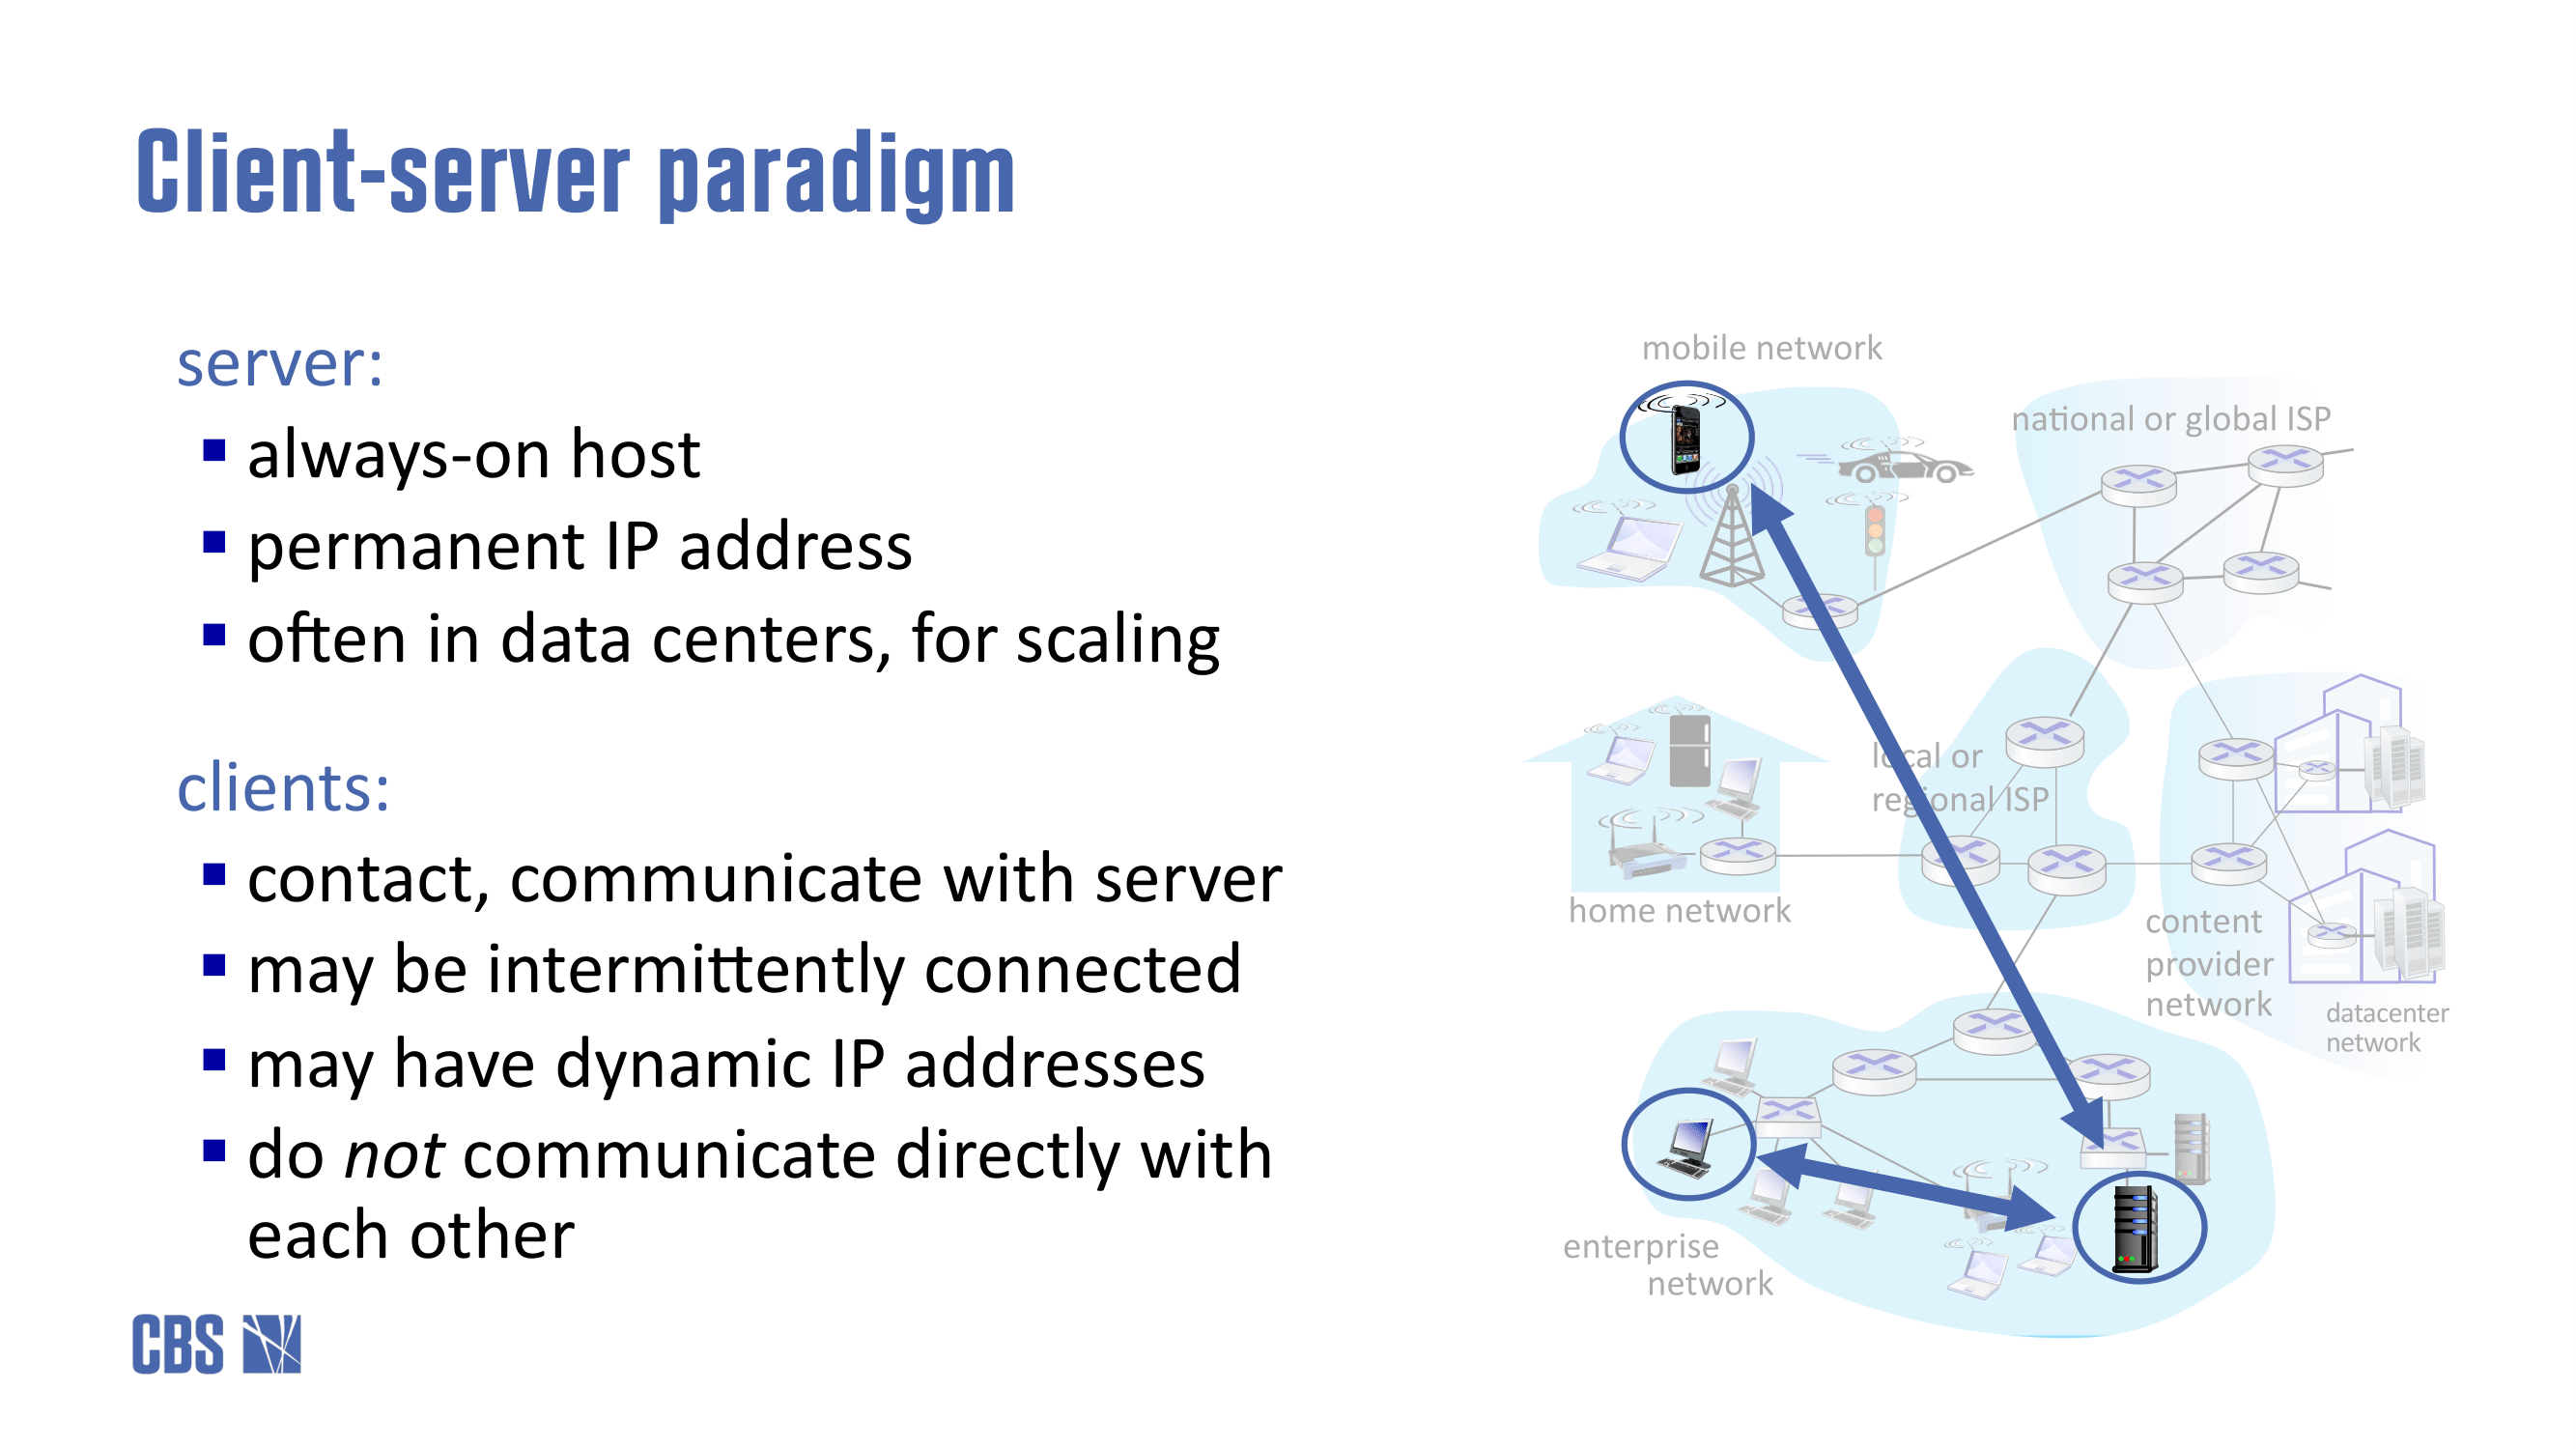 Client-server paradigm
server:
▪ always-on host
▪ permanent IP address
▪ often in data centers, for scaling
clients:
▪ contact, communicate with server
▪ may be intermittently connected
▪ may have dynamic IP addresses
▪ do not communicate directly with
each other
mobile network
national or global ISP
local or
regional ISP
home network
content
provider
network
datacenter
network
enterprise
network
CBS